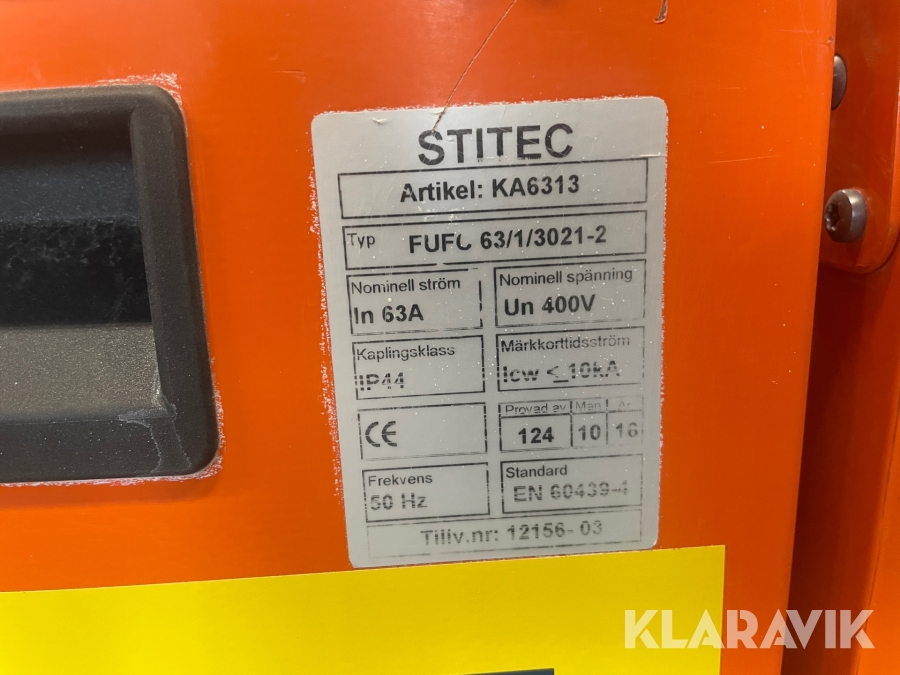 STITEC
Artikel: KA6313
Typ FUFC 63/1/3021-2
Nominell ström Nominell spänning
In 63A Un 400V
Kaplingsklass Märkkorttidsström
IP44 Icw ≤ 10kA
Provad av Man År
CE 124 10 16
Frekvens Standard
50 Hz EN 60439-4
Tillv.nr: 12156-03
KLARAVIK